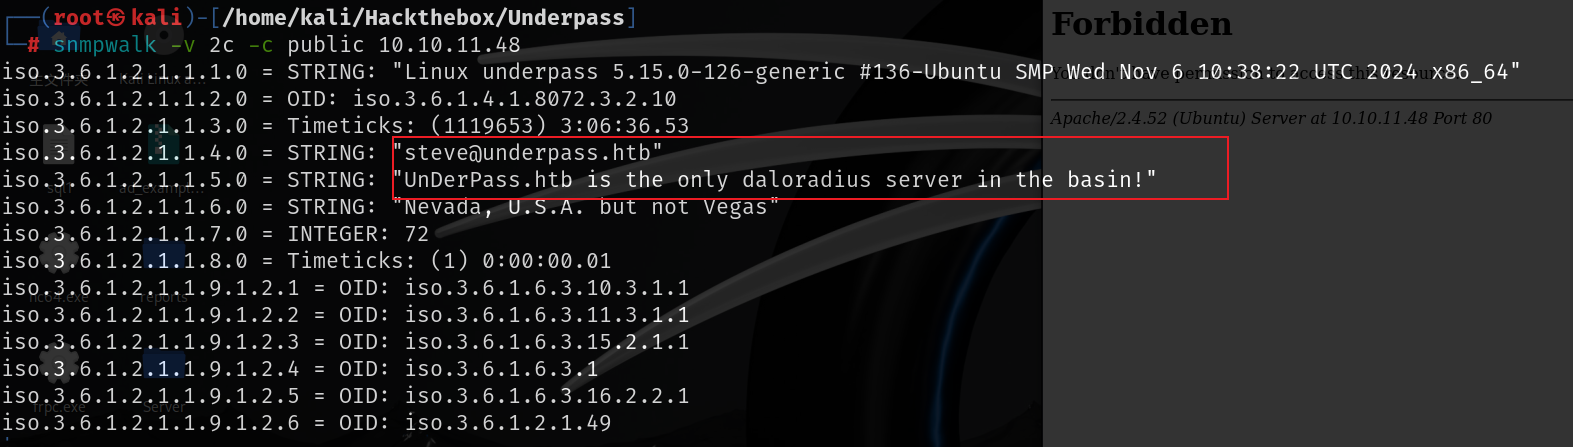 ┌──(root㉿kali)-[/home/kali/Hackthebox/Underpass]
└─# snmpwalk -v 2c -c public 10.10.11.48
iso.3.6.1.2.1.1.1.0 = STRING: "Linux underpass 5.15.0-126-generic #136-Ubuntu SMP Wed Nov 6 10:38:22 UTC 2024 x86_64"
iso.3.6.1.2.1.1.2.0 = OID: iso.3.6.1.4.1.8072.3.2.10
iso.3.6.1.2.1.1.3.0 = Timeticks: (1119653) 3:06:36.53
iso.3.6.1.2.1.1.4.0 = STRING: "steve@underpass.htb"
iso.3.6.1.2.1.1.5.0 = STRING: "UnDerPass.htb is the only daloradius server in the basin!"
iso.3.6.1.2.1.1.6.0 = STRING: "Nevada, U.S.A. but not Vegas"
iso.3.6.1.2.1.1.7.0 = INTEGER: 72
iso.3.6.1.2.1.1.8.0 = Timeticks: (1) 0:00:00.01
iso.3.6.1.2.1.1.9.1.2.1 = OID: iso.3.6.1.6.3.10.3.1.1
iso.3.6.1.2.1.1.9.1.2.2 = OID: iso.3.6.1.6.3.11.3.1.1
iso.3.6.1.2.1.1.9.1.2.3 = OID: iso.3.6.1.6.3.15.2.1.1
iso.3.6.1.2.1.1.9.1.2.4 = OID: iso.3.6.1.6.3.1
iso.3.6.1.2.1.1.9.1.2.5 = OID: iso.3.6.1.6.3.16.2.2.1
iso.3.6.1.2.1.1.9.1.2.6 = OID: iso.3.6.1.2.1.49
主文件夹
sqlT
nc64.exe
reports
frpc.exe
Server
Forbidden
Apache/2.4.52 (Ubuntu) Server at 10.10.11.48 Port 80